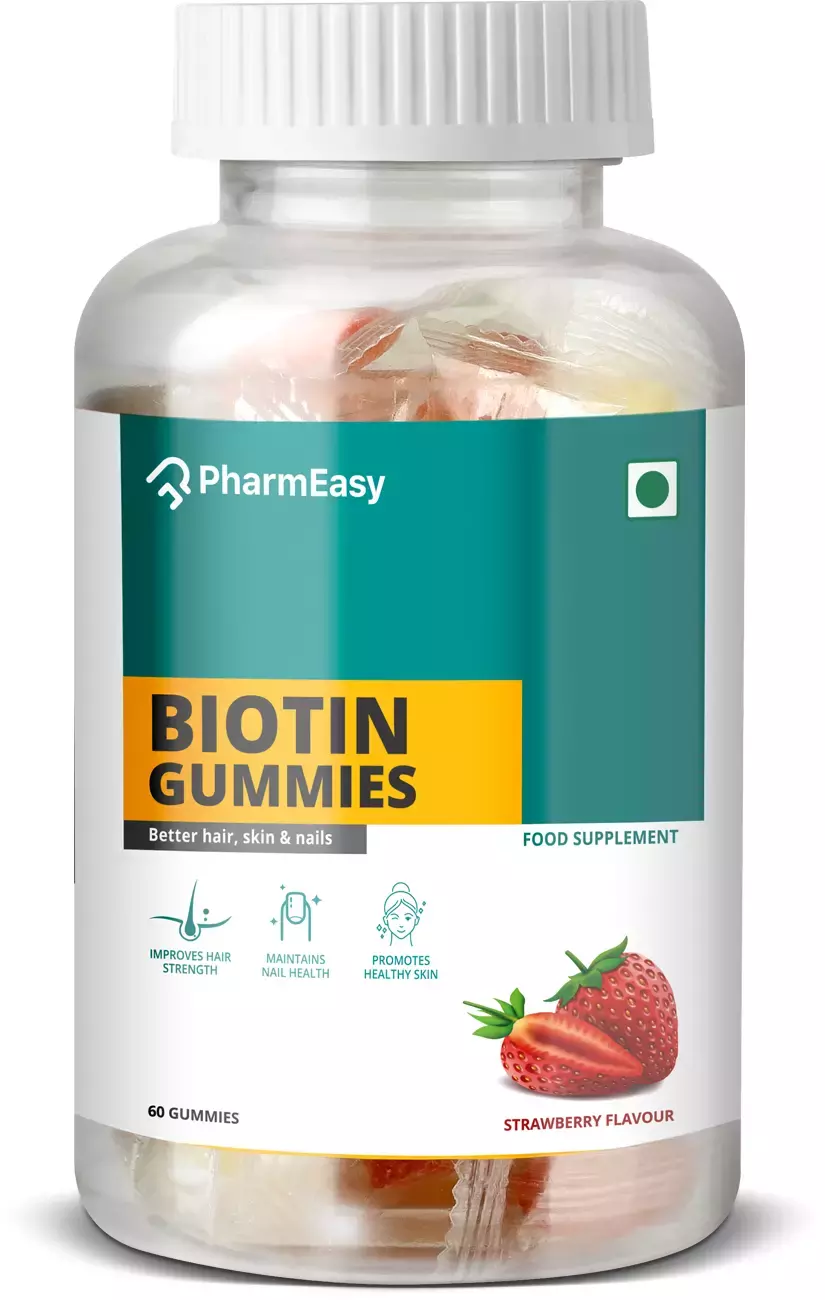 PharmEasy
BIOTIN
GUMMIES
Better hair, skin & nails
FOOD SUPPLEMENT
IMPROVES HAIR
STRENGTH
MAINTAINS
NAIL HEALTH
PROMOTES
HEALTHY SKIN
60 GUMMIES
STRAWBERRY FLAVOUR